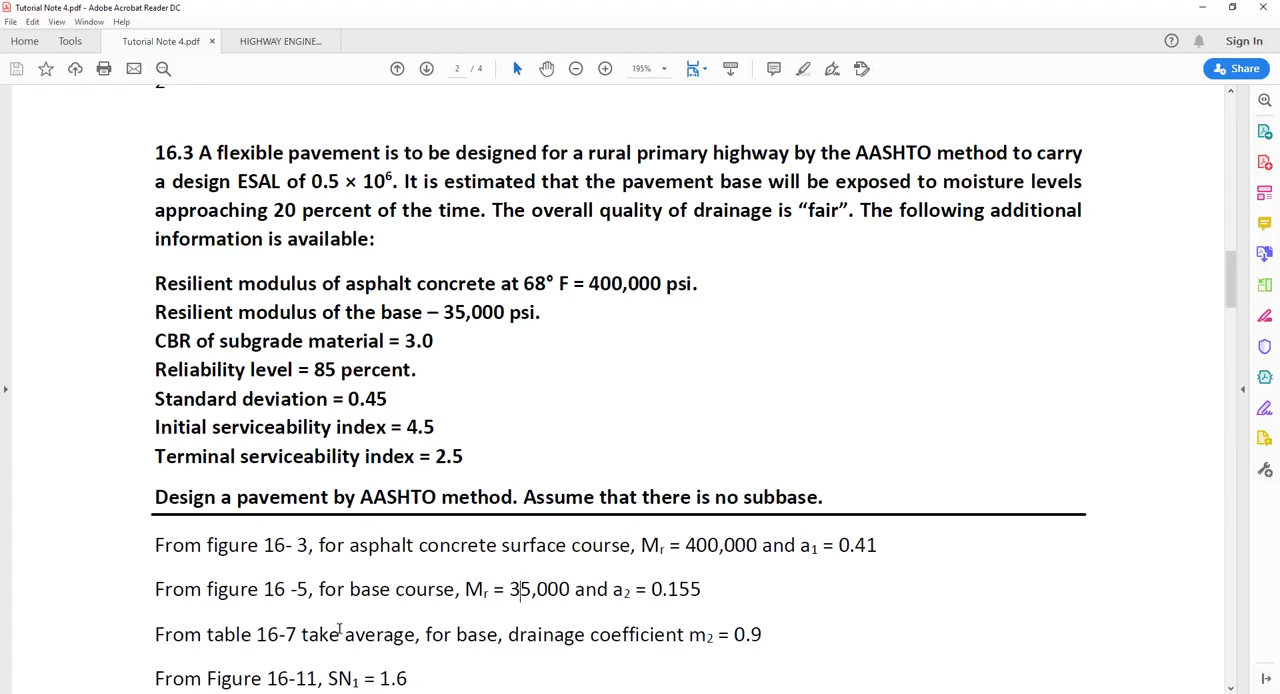 Tutorial Note 4.pdf - Adobe Acrobat Reader DC
File Edit View Window Help
Home Tools Tutorial Note 4.pdf × HIGHWAY ENGINE... Sign In
2 / 4 195% Share
16.3 A flexible pavement is to be designed for a rural primary highway by the AASHTO method to carry
a design ESAL of 0.5 × 10⁶. It is estimated that the pavement base will be exposed to moisture levels
approaching 20 percent of the time. The overall quality of drainage is “fair”. The following additional
information is available:
Resilient modulus of asphalt concrete at 68° F = 400,000 psi.
Resilient modulus of the base – 35,000 psi.
CBR of subgrade material = 3.0
Reliability level = 85 percent.
Standard deviation = 0.45
Initial serviceability index = 4.5
Terminal serviceability index = 2.5
Design a pavement by AASHTO method. Assume that there is no subbase.
From figure 16- 3, for asphalt concrete surface course, Mᵣ = 400,000 and a₁ = 0.41
From figure 16 -5, for base course, Mᵣ = 35,000 and a₂ = 0.155
From table 16-7 take average, for base, drainage coefficient m₂ = 0.9
From Figure 16-11, SN₁ = 1.6